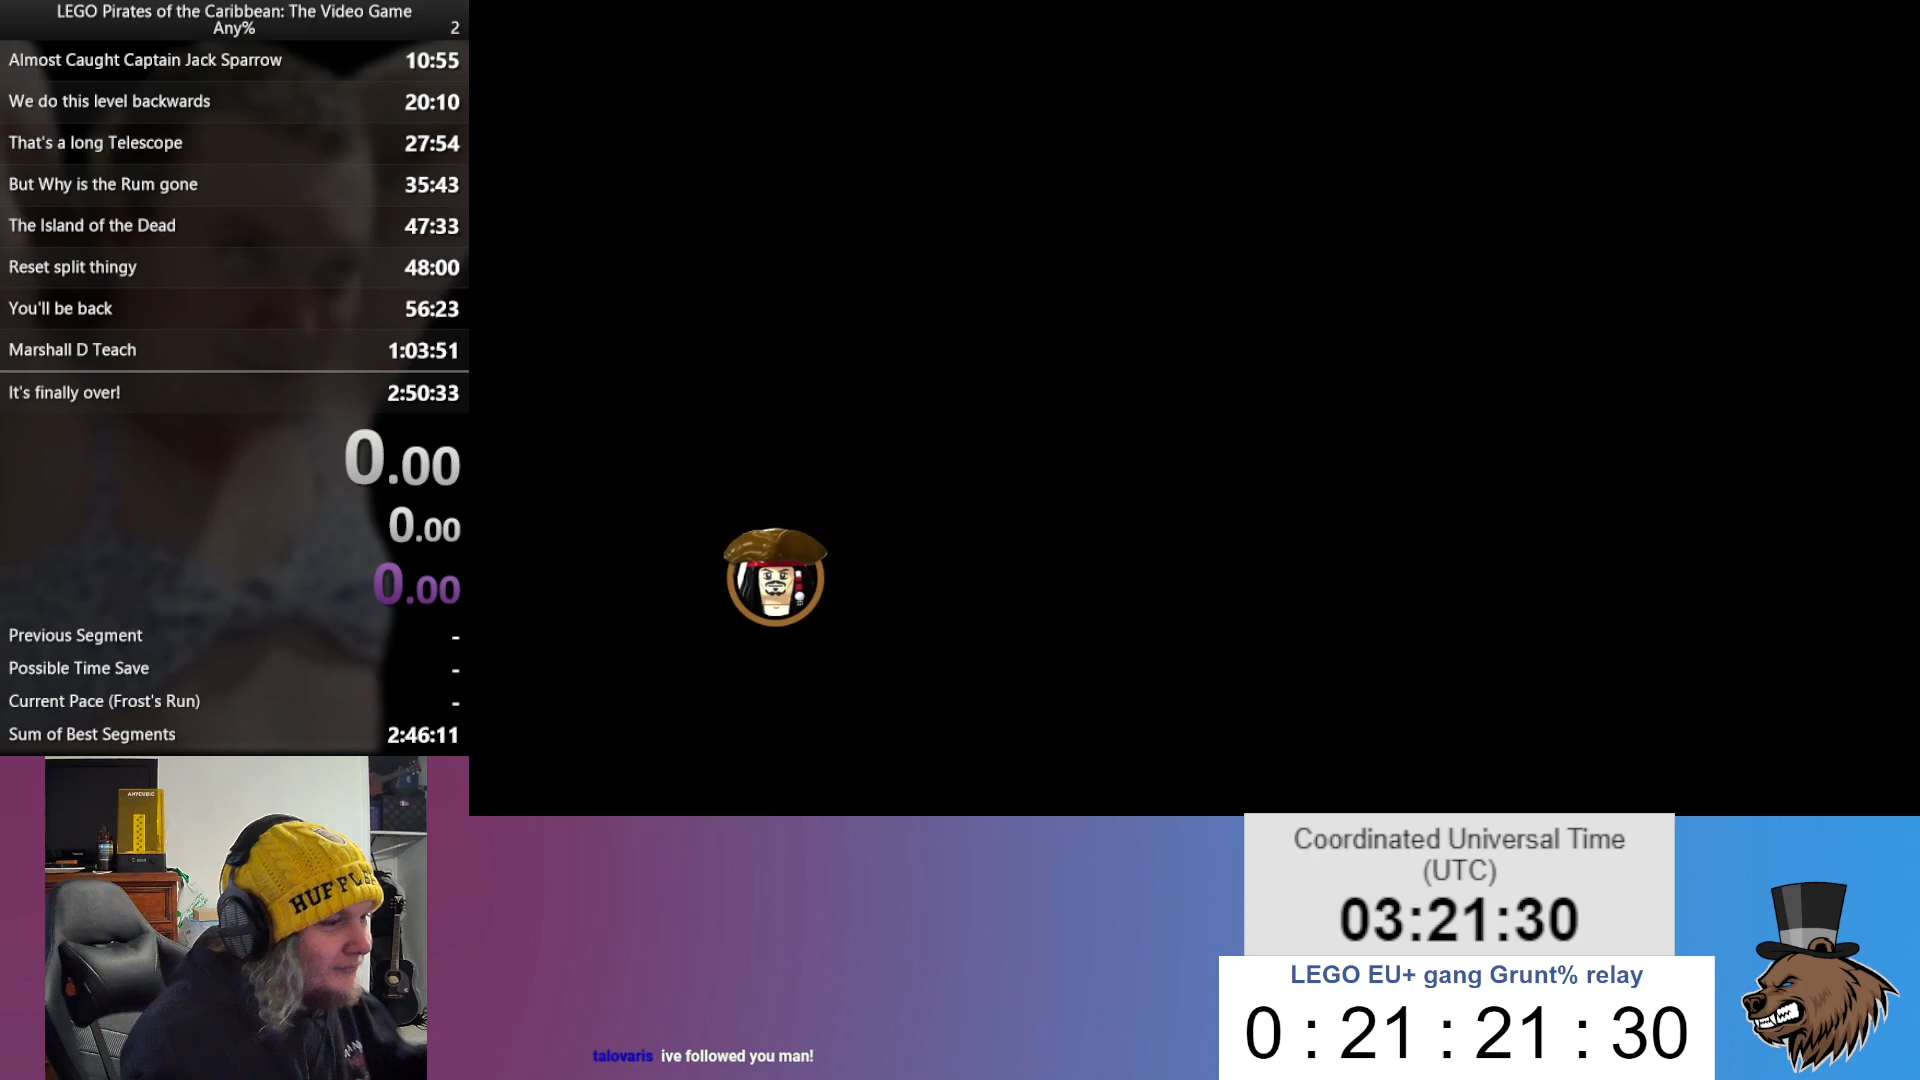 LEGO Pirates of the Caribbean: The Video Game
Any%
2
Almost Caught Captain Jack Sparrow 10:55
We do this level backwards 20:10
That's a long Telescope 27:54
But Why is the Rum gone 35:43
The Island of the Dead 47:33
Reset split thingy 48:00
You'll be back 56:23
Marshall D Teach 1:03:51
It's finally over! 2:50:33
0.00
0.00
0.00
Previous Segment -
Possible Time Save -
Current Pace (Frost's Run) -
Sum of Best Segments 2:46:11
ANYCUBIC
HUFFLE
Coordinated Universal Time
(UTC)
03:21:30
LEGO EU+ gang Grunt% relay
0 : 21 : 21 : 30
talovaris ive followed you man!